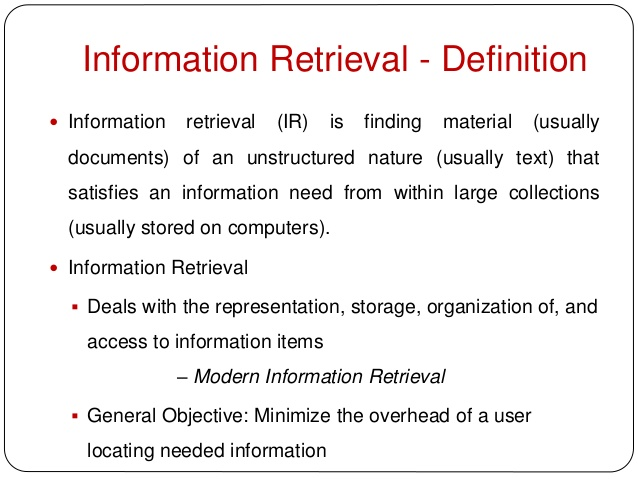 Information Retrieval - Definition
• Information retrieval (IR) is finding material (usually
documents) of an unstructured nature (usually text) that
satisfies an information need from within large collections
(usually stored on computers).
• Information Retrieval
▪ Deals with the representation, storage, organization of, and
access to information items
– Modern Information Retrieval
▪ General Objective: Minimize the overhead of a user
locating needed information